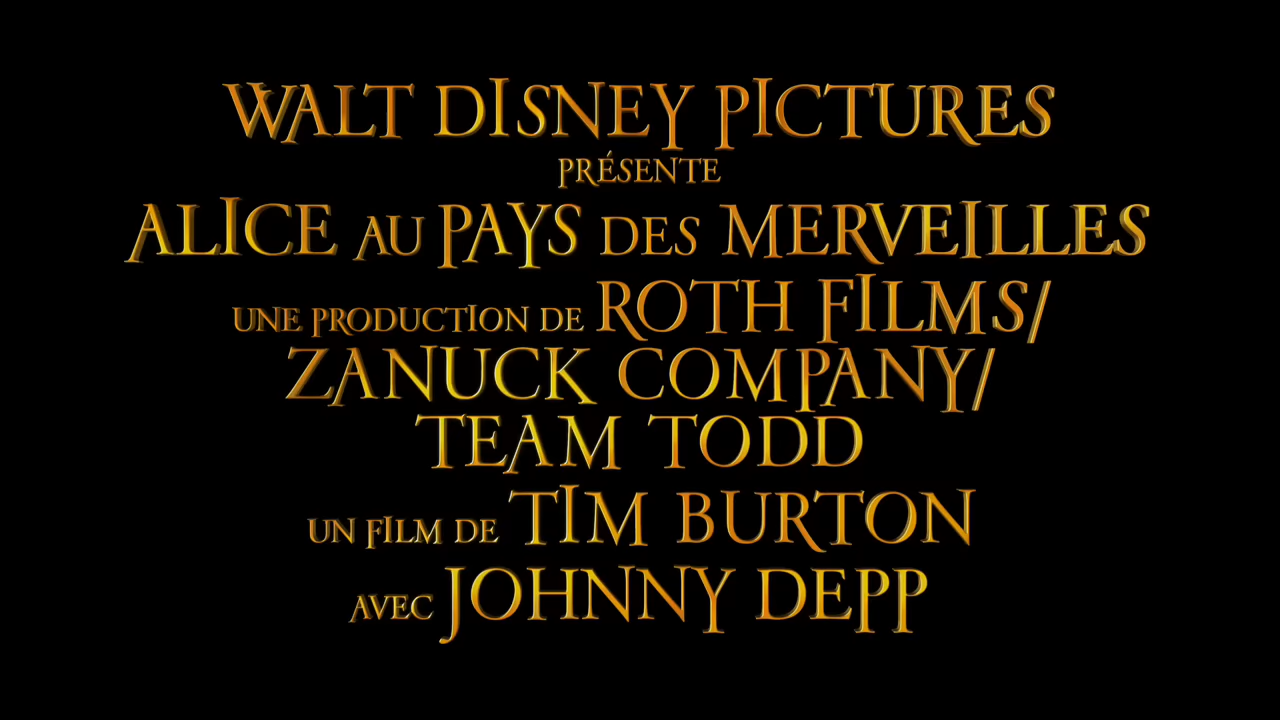 WALT DISNEY PICTURES
PRÉSENTE
ALICE AU PAYS DES MERVEILLES
UNE PRODUCTION DE ROTH FILMS/
ZANUCK COMPANY/
TEAM TODD
UN FILM DE TIM BURTON
AVEC JOHNNY DEPP